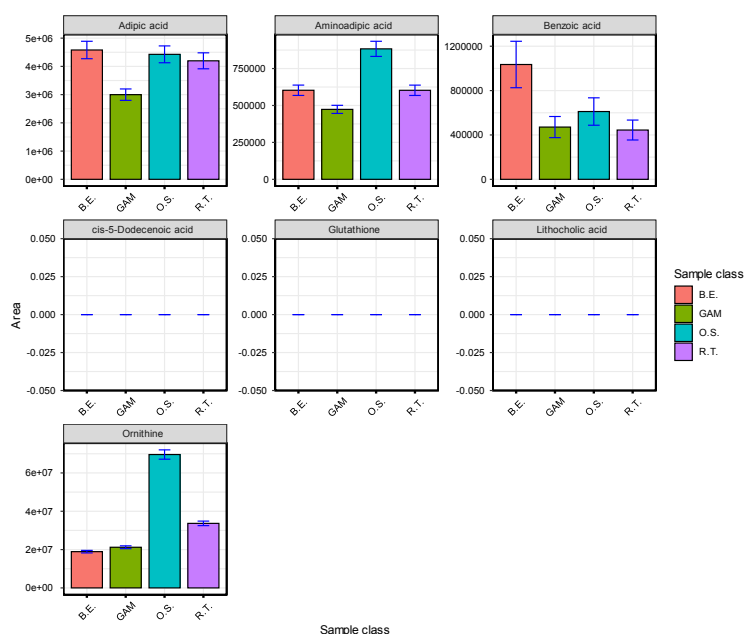 Adipic acid
Aminoadipic acid
Benzoic acid
5e+06
4e+06
3e+06
2e+06
1e+06
0e+00
750000
500000
250000
0
1200000
800000
400000
0
B.E.
GAM
O.S.
R.T.
B.E.
GAM
O.S.
R.T.
B.E.
GAM
O.S.
R.T.
cis-5-Dodecenoic acid
Glutathione
Lithocholic acid
0.050
0.025
0.000
-0.025
-0.050
0.050
0.025
0.000
-0.025
-0.050
0.050
0.025
0.000
-0.025
-0.050
B.E.
GAM
O.S.
R.T.
B.E.
GAM
O.S.
R.T.
B.E.
GAM
O.S.
R.T.
Area
Ornithine
6e+07
4e+07
2e+07
0e+00
B.E.
GAM
O.S.
R.T.
Sample class
Sample class
B.E.
GAM
O.S.
R.T.